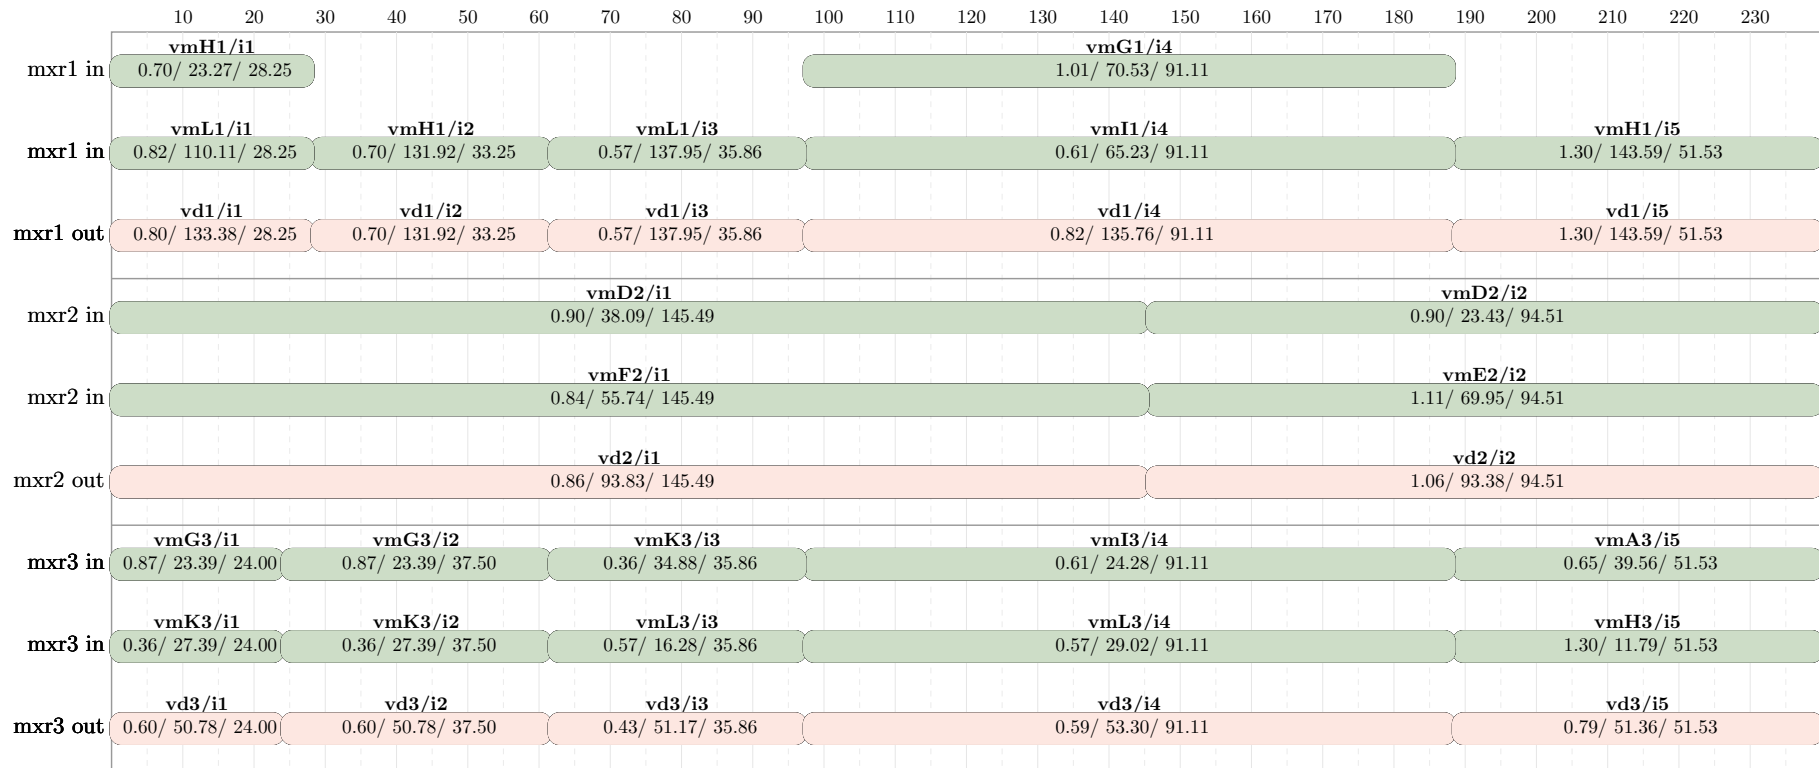 10 20 30 40 50 60 70 80 90 100 110 120 130 140 150 160 170 180 190 200 210 220 230
vmH1/i1 vmG1/i4
mxr1 in 0.70/ 23.27/ 28.25 1.01/ 70.53/ 91.11
vmL1/i1 vmH1/i2 vmL1/i3 vmI1/i4 vmH1/i5
mxr1 in 0.82/ 110.11/ 28.25 0.70/ 131.92/ 33.25 0.57/ 137.95/ 35.86 0.61/ 65.23/ 91.11 1.30/ 143.59/ 51.53
vd1/i1 vd1/i2 vd1/i3 vd1/i4 vd1/i5
mxr1 out 0.80/ 133.38/ 28.25 0.70/ 131.92/ 33.25 0.57/ 137.95/ 35.86 0.82/ 135.76/ 91.11 1.30/ 143.59/ 51.53
vmD2/i1 vmD2/i2
mxr2 in 0.90/ 38.09/ 145.49 0.90/ 23.43/ 94.51
vmF2/i1 vmE2/i2
mxr2 in 0.84/ 55.74/ 145.49 1.11/ 69.95/ 94.51
vd2/i1 vd2/i2
mxr2 out 0.86/ 93.83/ 145.49 1.06/ 93.38/ 94.51
vmG3/i1 vmG3/i2 vmK3/i3 vmI3/i4 vmA3/i5
mxr3 in 0.87/ 23.39/ 24.00 0.87/ 23.39/ 37.50 0.36/ 34.88/ 35.86 0.61/ 24.28/ 91.11 0.65/ 39.56/ 51.53
vmK3/i1 vmK3/i2 vmL3/i3 vmL3/i4 vmH3/i5
mxr3 in 0.36/ 27.39/ 24.00 0.36/ 27.39/ 37.50 0.57/ 16.28/ 35.86 0.57/ 29.02/ 91.11 1.30/ 11.79/ 51.53
vd3/i1 vd3/i2 vd3/i3 vd3/i4 vd3/i5
mxr3 out 0.60/ 50.78/ 24.00 0.60/ 50.78/ 37.50 0.43/ 51.17/ 35.86 0.59/ 53.30/ 91.11 0.79/ 51.36/ 51.53